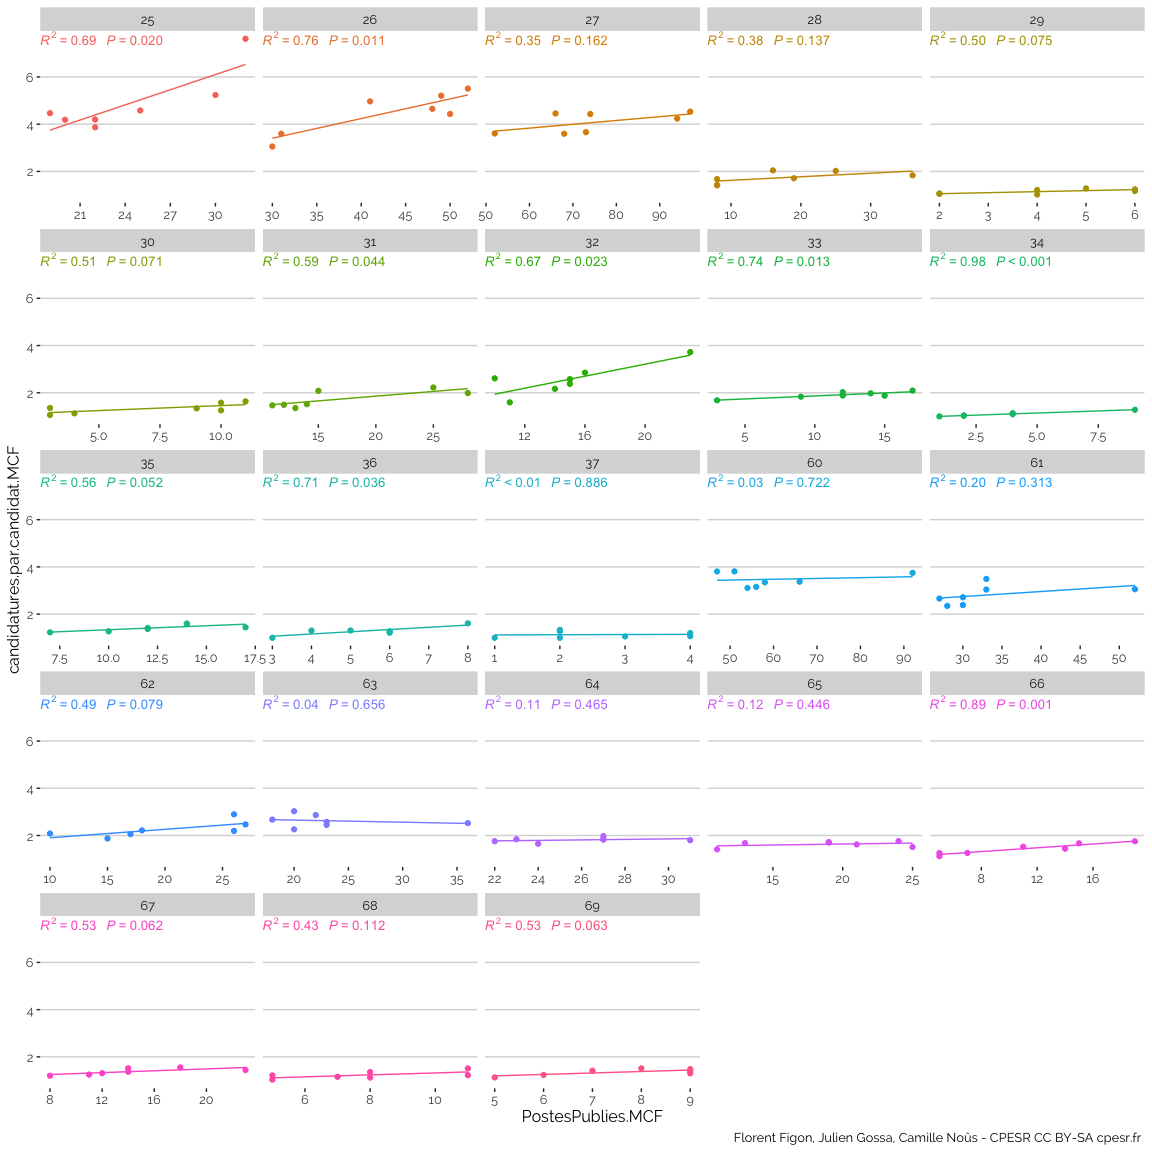 25 26 27 28 29
R² = 0.69 P = 0.020 R² = 0.76 P = 0.011 R² = 0.35 P = 0.162 R² = 0.38 P = 0.137 R² = 0.50 P = 0.075
6
4
2
21 24 27 30 30 35 40 45 50 50 60 70 80 90 10 20 30 2 3 4 5 6
30 31 32 33 34
R² = 0.51 P = 0.071 R² = 0.59 P = 0.044 R² = 0.67 P = 0.023 R² = 0.74 P = 0.013 R² = 0.98 P < 0.001
6
4
2
5.0 7.5 10.0 15 20 25 12 16 20 5 10 15 2.5 5.0 7.5
candidatures.par.candidat.MCF
35 36 37 60 61
R² = 0.56 P = 0.052 R² = 0.71 P = 0.036 R² < 0.01 P = 0.886 R² = 0.03 P = 0.722 R² = 0.20 P = 0.313
6
4
2
7.5 10.0 12.5 15.0 17.5 3 4 5 6 7 8 1 2 3 4 50 60 70 80 90 30 35 40 45 50
62 63 64 65 66
R² = 0.49 P = 0.079 R² = 0.04 P = 0.656 R² = 0.11 P = 0.465 R² = 0.12 P = 0.446 R² = 0.89 P = 0.001
6
4
2
10 15 20 25 20 25 30 35 22 24 26 28 30 15 20 25 8 12 16
67 68 69
R² = 0.53 P = 0.062 R² = 0.43 P = 0.112 R² = 0.53 P = 0.063
6
4
2
8 12 16 20 6 8 10 5 6 7 8 9
PostesPublies.MCF
Florent Figon, Julien Gossa, Camille Noûs - CPESR CC BY-SA cpesr.fr